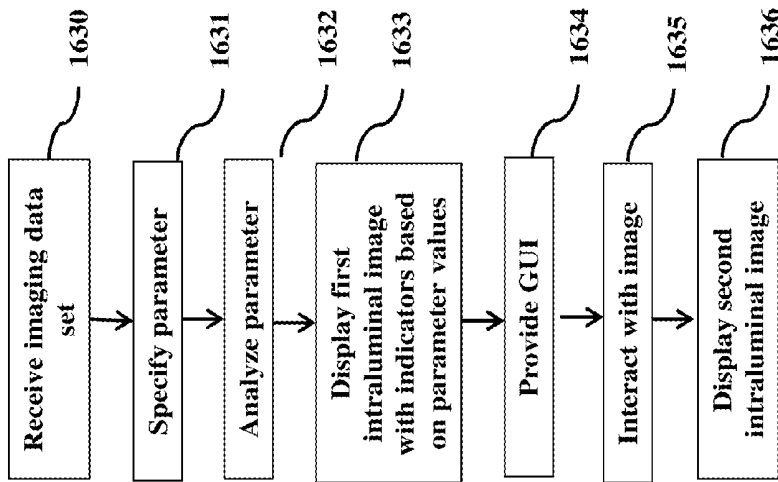 Receive imaging data
set
1630
Specify parameter
1631
Analyze parameter
1632
Display first
intraluminal image
with indicators based
on parameter values
1633
Provide GUI
1634
Interact with image
1635
Display second
intraluminal image
1636